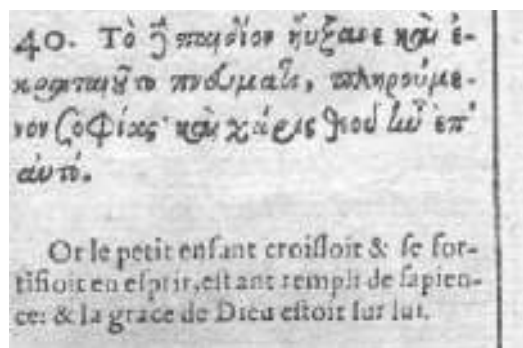 40. Τὸ δὲ παιδίον ηὔξανε καὶ ἐ-
κραταιοῦτο πνεύματι, πληρούμε-
νον σοφίας· καὶ χάρις θεοῦ ἦν ἐπ'
αὐτό.
Or le petit enfant croiſſoit & ſe for-
tifioit en eſprit, eſtant rempli de ſapien-
ce: & la grace de Dieu eſtoit ſur lui.